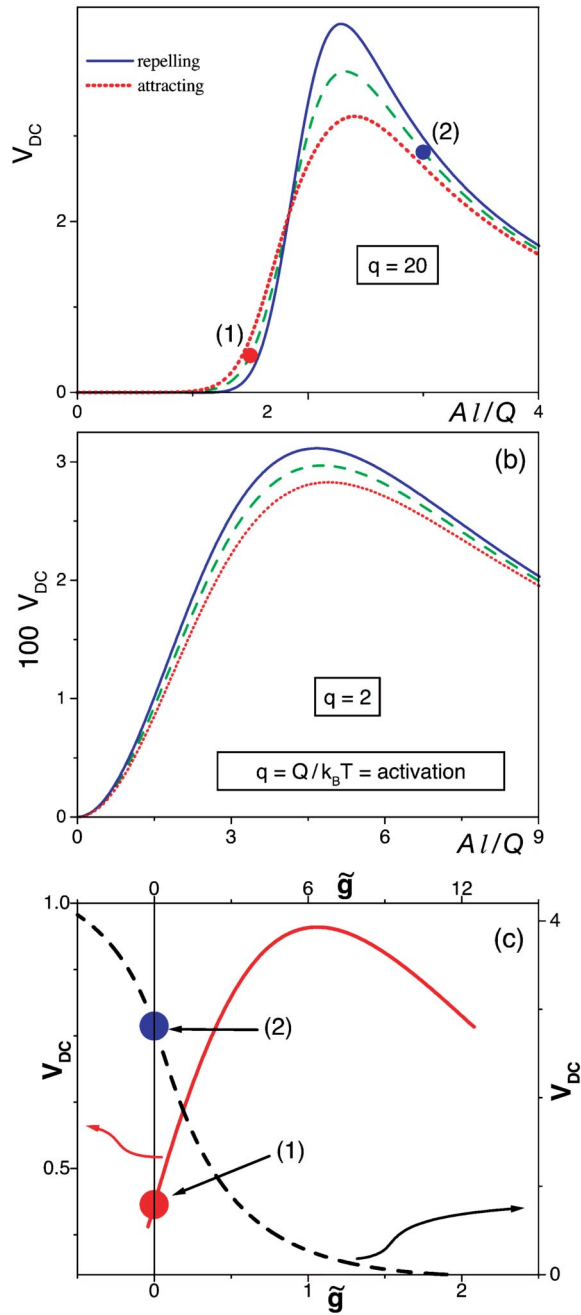 repelling
attracting
V_DC
2
(2)
q = 20
(1)
0
0
2
4
Al/Q
3
(b)
100 V_DC
2
1
q = 2
q = Q/k_BT = activation
0
0
3
6
9
Al/Q
0
6
g̃
12
1.0
4
(c)
V_DC
(2)
V_DC
(1)
0.5
0
0
1
2
g̃